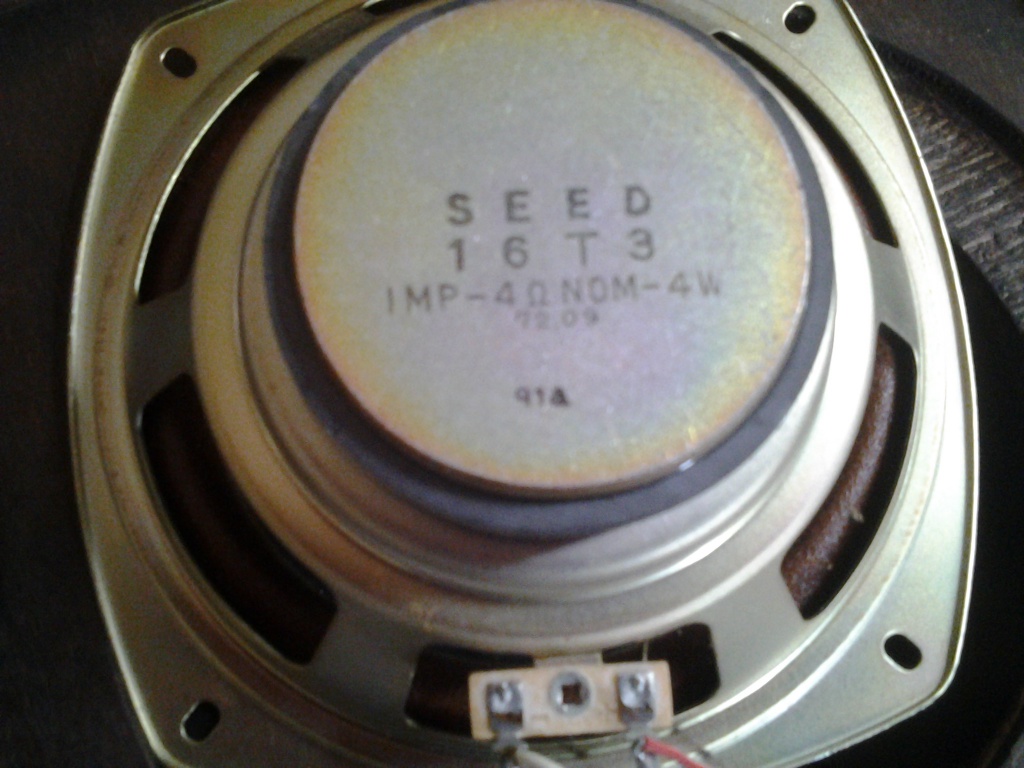 SEED
16T3
IMP-4Ω NOM-4W
72.09
91A